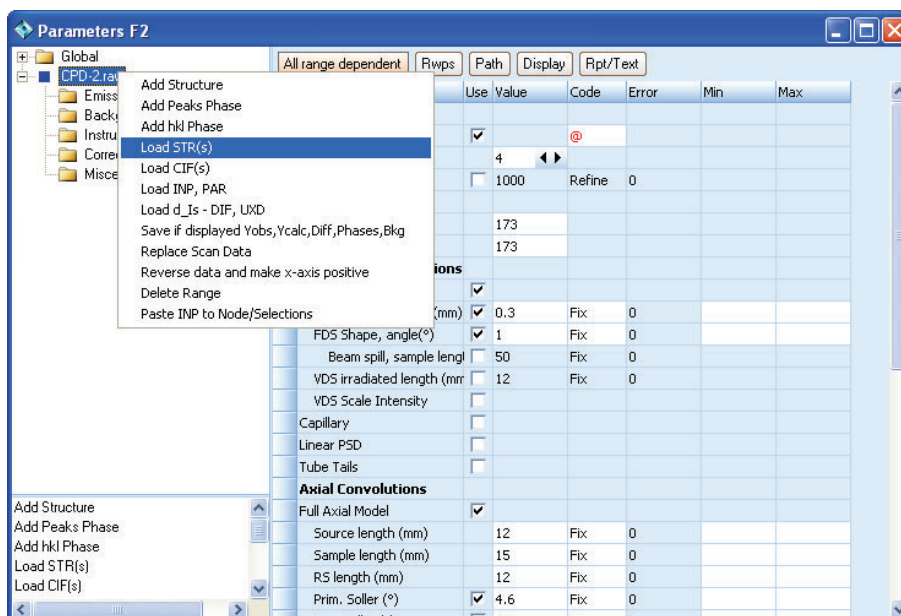 Parameters F2
Global
CPD-2.raw
Emiss
Backg
Instru
Correc
Misce
Add Structure
Add Peaks Phase
Add hkl Phase
Load STR(s)
Load CIF(s)
Load INP, PAR
Load d_Is - DIF, UXD
Save if displayed Yobs,Ycalc,Diff,Phases,Bkg
Replace Scan Data
Reverse data and make x-axis positive
Delete Range
Paste INP to Node/Selections
All range dependent Rwps Path Display Rpt/Text
Use Value Code Error Min Max
@
4
1000 Refine 0
173
173
ions
(mm) 0.3 Fix 0
FDS Shape, angle(°) 1 Fix 0
Beam spill, sample lengt 50 Fix 0
VDS irradiated length (mm 12 Fix 0
VDS Scale Intensity
Capillary
Linear PSD
Tube Tails
Axial Convolutions
Full Axial Model
Source length (mm) 12 Fix 0
Sample length (mm) 15 Fix 0
RS length (mm) 12 Fix 0
Prim. Soller (°) 4.6 Fix 0
Add Structure
Add Peaks Phase
Add hkl Phase
Load STR(s)
Load CIF(s)